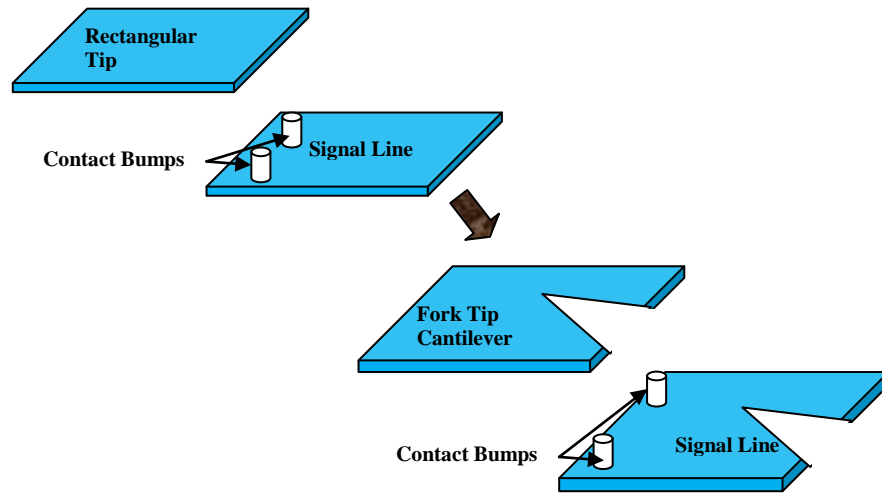 Rectangular
Tip
Contact Bumps
Signal Line
Fork Tip
Cantilever
Contact Bumps
Signal Line